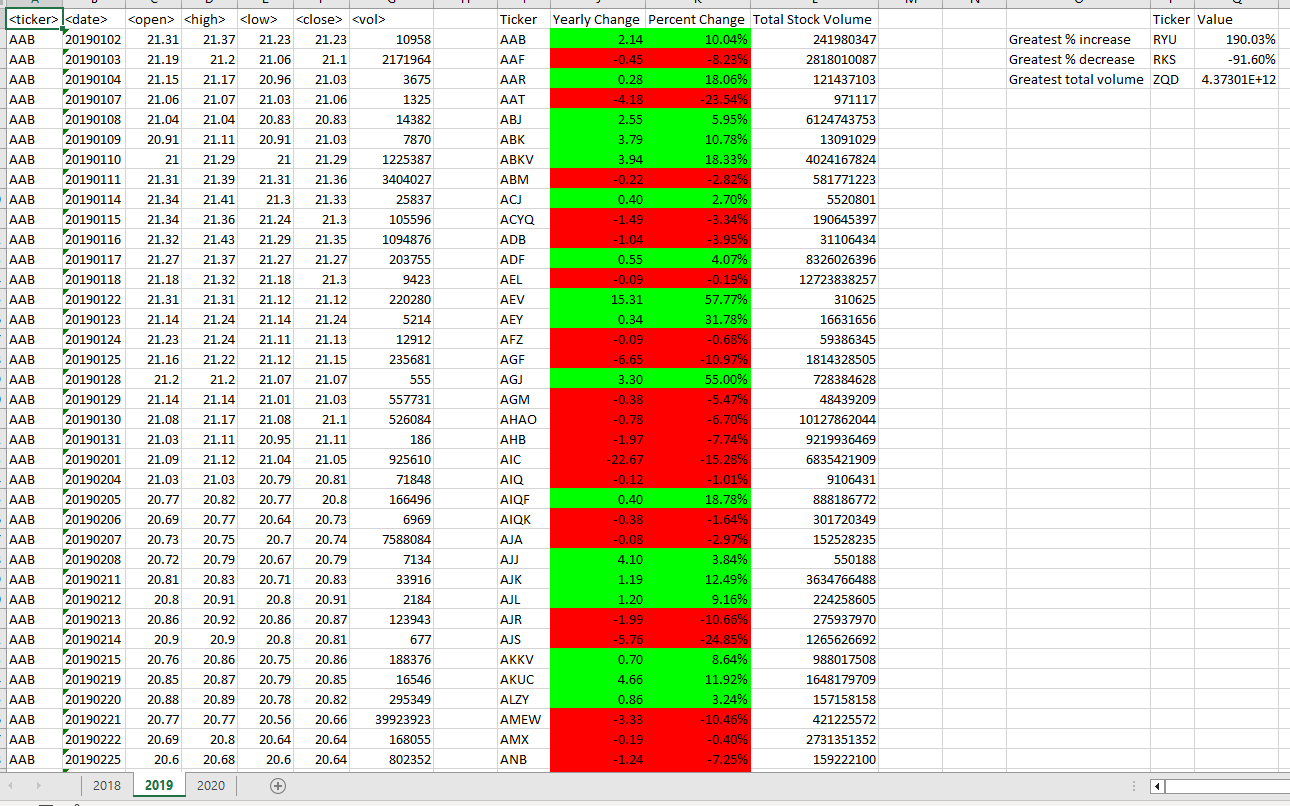 <ticker> <date> <open> <high> <low> <close> <vol> Ticker Yearly Change Percent Change Total Stock Volume Ticker Value
AAB 20190102 21.31 21.37 21.23 21.23 10958 AAB 2.14 10.04% 241980347 Greatest % increase RYU 190.03%
AAB 20190103 21.19 21.2 21.06 21.1 2171964 AAF -0.45 -8.23% 2818010087 Greatest % decrease RKS -91.60%
AAB 20190104 21.15 21.17 20.96 21.03 3675 AAR 0.28 18.06% 121437103 Greatest total volume ZQD 4.37301E+12
AAB 20190107 21.06 21.07 21.03 21.06 1325 AAT -4.18 -23.54% 971117
AAB 20190108 21.04 21.04 20.83 20.83 14382 ABJ 2.55 5.95% 6124743753
AAB 20190109 20.91 21.11 20.91 21.03 7870 ABK 3.79 10.78% 13091029
AAB 20190110 21 21.29 21 21.29 1225387 ABKV 3.94 18.33% 4024167824
AAB 20190111 21.31 21.39 21.31 21.36 3404027 ABM -0.22 -2.82% 581771223
AAB 20190114 21.34 21.41 21.3 21.33 25837 ACJ 0.40 2.70% 5520801
AAB 20190115 21.34 21.36 21.24 21.3 105596 ACYQ -1.49 -3.34% 190645397
AAB 20190116 21.32 21.43 21.29 21.35 1094876 ADB -1.04 -3.95% 31106434
AAB 20190117 21.27 21.37 21.27 21.27 203755 ADF 0.55 4.07% 8326026396
AAB 20190118 21.18 21.32 21.18 21.3 9423 AEL -0.09 -0.19% 12723838257
AAB 20190122 21.31 21.31 21.12 21.12 220280 AEV 15.31 57.77% 310625
AAB 20190123 21.14 21.24 21.14 21.24 5214 AEY 0.34 31.78% 16631656
AAB 20190124 21.23 21.24 21.11 21.13 12912 AFZ -0.09 -0.68% 59386345
AAB 20190125 21.16 21.22 21.12 21.15 235681 AGF -6.65 -10.97% 1814328505
AAB 20190128 21.2 21.2 21.07 21.07 555 AGJ 3.30 55.00% 728384628
AAB 20190129 21.14 21.14 21.01 21.03 557731 AGM -0.38 -5.47% 48439209
AAB 20190130 21.08 21.17 21.08 21.1 526084 AHAO -0.78 -6.70% 10127862044
AAB 20190131 21.03 21.11 20.95 21.11 186 AHB -1.97 -7.74% 9219936469
AAB 20190201 21.09 21.12 21.04 21.05 925610 AIC -22.67 -15.28% 6835421909
AAB 20190204 21.03 21.03 20.79 20.81 71848 AIQ -0.12 -1.01% 9106431
AAB 20190205 20.77 20.82 20.77 20.8 166496 AIQF 0.40 18.78% 888186772
AAB 20190206 20.69 20.77 20.64 20.73 6969 AIQK -0.38 -1.64% 301720349
AAB 20190207 20.73 20.75 20.7 20.74 7588084 AJA -0.08 -2.97% 152528235
AAB 20190208 20.72 20.79 20.67 20.79 7134 AJJ 4.10 3.84% 550188
AAB 20190211 20.81 20.83 20.71 20.83 33916 AJK 1.19 12.49% 3634766488
AAB 20190212 20.8 20.91 20.8 20.91 2184 AJL 1.20 9.16% 224258605
AAB 20190213 20.86 20.92 20.86 20.87 123943 AJR -1.99 -10.66% 275937970
AAB 20190214 20.9 20.9 20.8 20.81 677 AJS -5.76 -24.85% 1265626692
AAB 20190215 20.76 20.86 20.75 20.86 188376 AKKV 0.70 8.64% 988017508
AAB 20190219 20.85 20.87 20.79 20.85 16546 AKUC 4.66 11.92% 1648179709
AAB 20190220 20.88 20.89 20.78 20.82 295349 ALZY 0.86 3.24% 157158158
AAB 20190221 20.77 20.77 20.56 20.66 39923923 AMEW -3.33 -10.46% 421225572
AAB 20190222 20.69 20.8 20.64 20.64 168055 AMX -0.19 -0.40% 2731351352
AAB 20190225 20.6 20.68 20.6 20.64 802352 ANB -1.24 -7.25% 159222100
2018 2019 2020